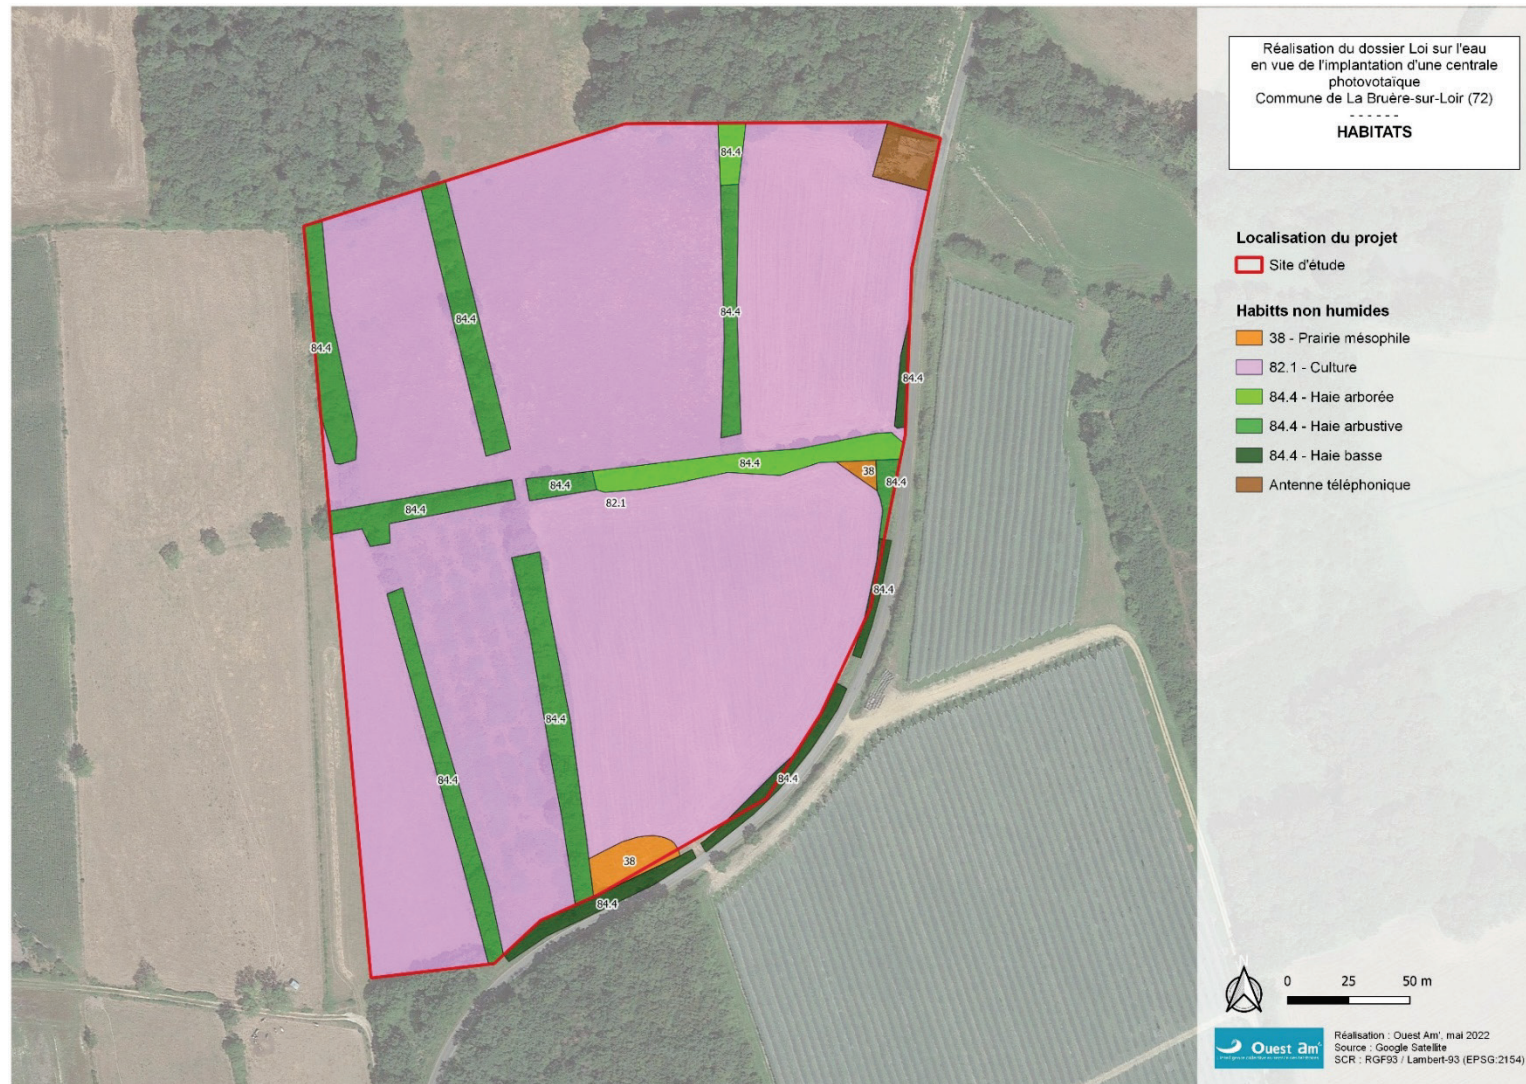 Réalisation du dossier Loi sur l'eau
en vue de l'implantation d'une centrale
photovotaïque
Commune de La Bruère-sur-Loir (72)
- - - - - -
HABITATS
Localisation du projet
Site d'étude
Habitts non humides
38 - Prairie mésophile
82.1 - Culture
84.4 - Haie arborée
84.4 - Haie arbustive
84.4 - Haie basse
Antenne téléphonique
84.4
84.4
84.4
84.4
84.4
84.4
38
84.4
84.4
82.1
84.4
84.4
84.4
84.4
84.4
38
84.4
N
0 25 50 m
Ouest am'
Réalisation : Ouest Am', mai 2022
Source : Google Satellite
SCR : RGF93 / Lambert-93 (EPSG:2154)